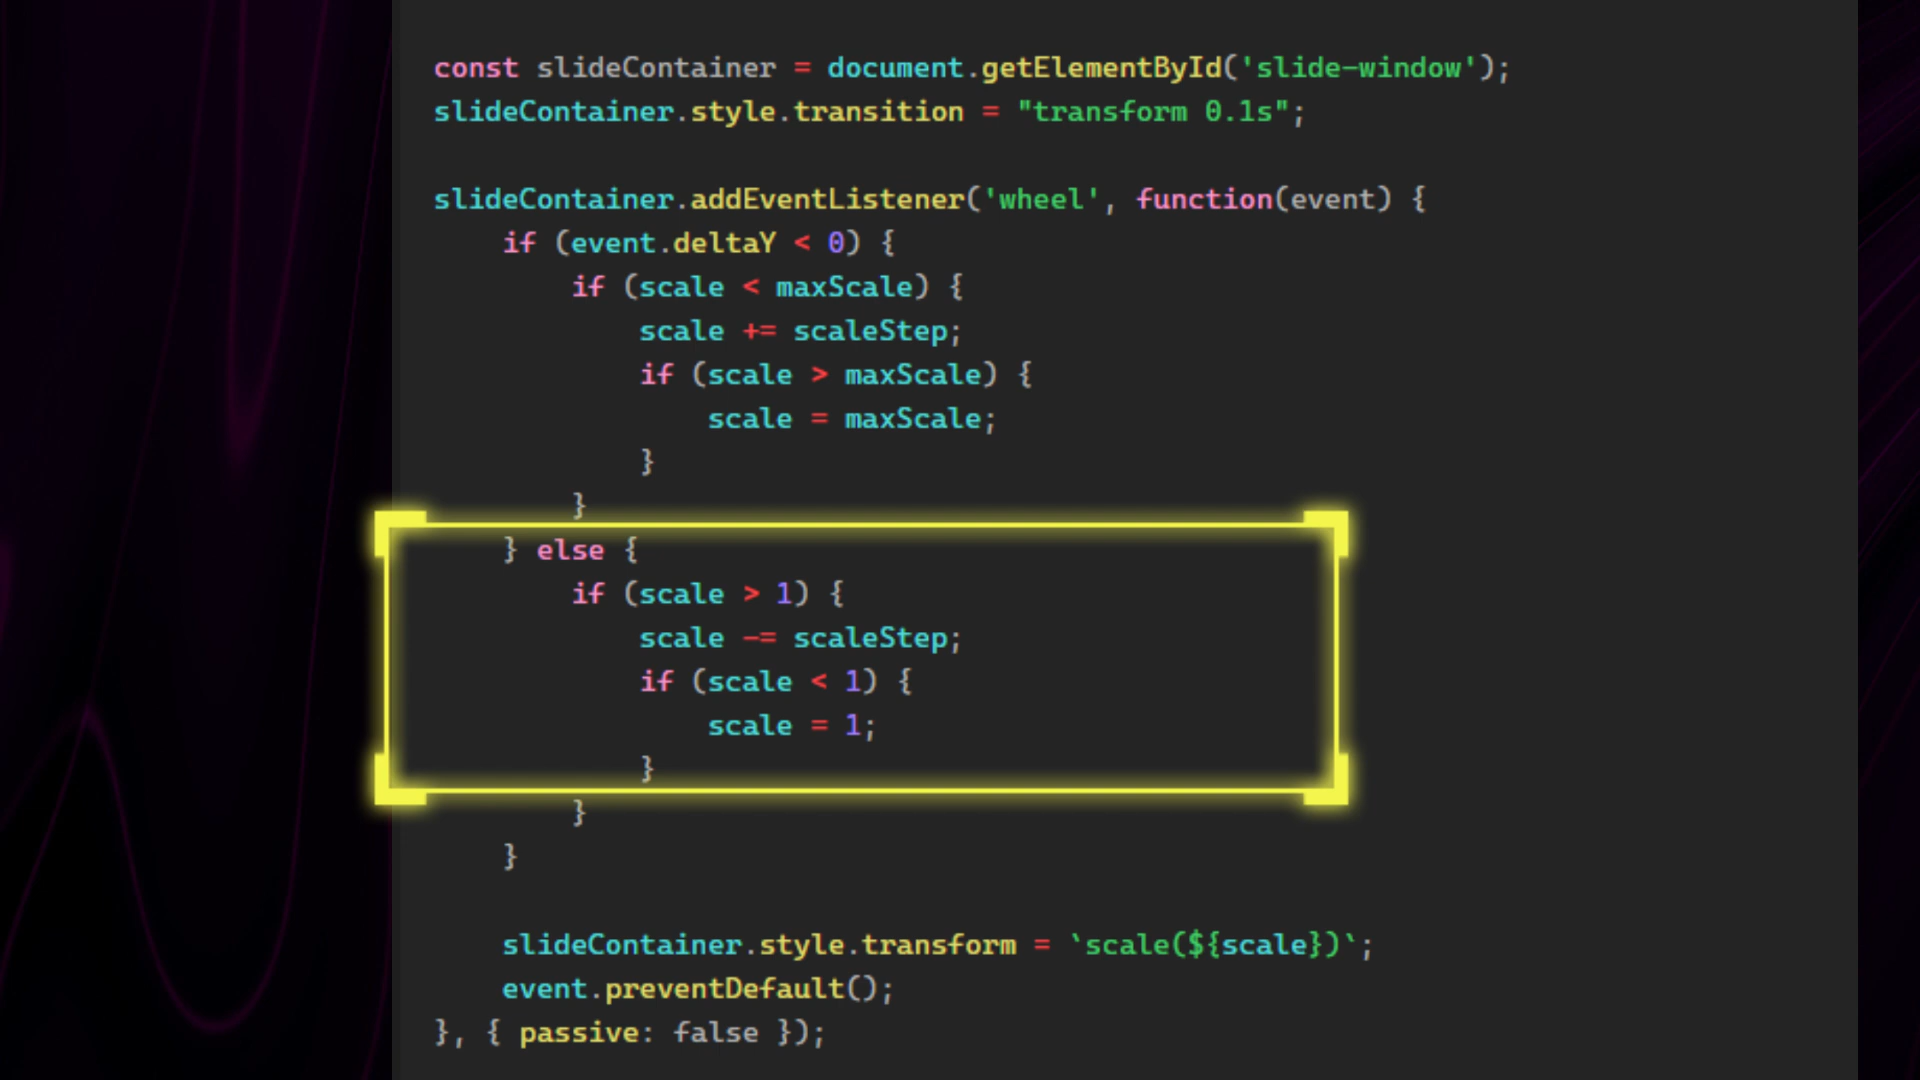 const slideContainer = document.getElementById('slide-window');
slideContainer.style.transition = "transform 0.1s";

slideContainer.addEventListener('wheel', function(event) {
    if (event.deltaY < 0) {
        if (scale < maxScale) {
            scale += scaleStep;
            if (scale > maxScale) {
                scale = maxScale;
            }
        }
    } else {
        if (scale > 1) {
            scale -= scaleStep;
            if (scale < 1) {
                scale = 1;
            }
        }
    }

    slideContainer.style.transform = `scale(${scale})`;
    event.preventDefault();
}, { passive: false });